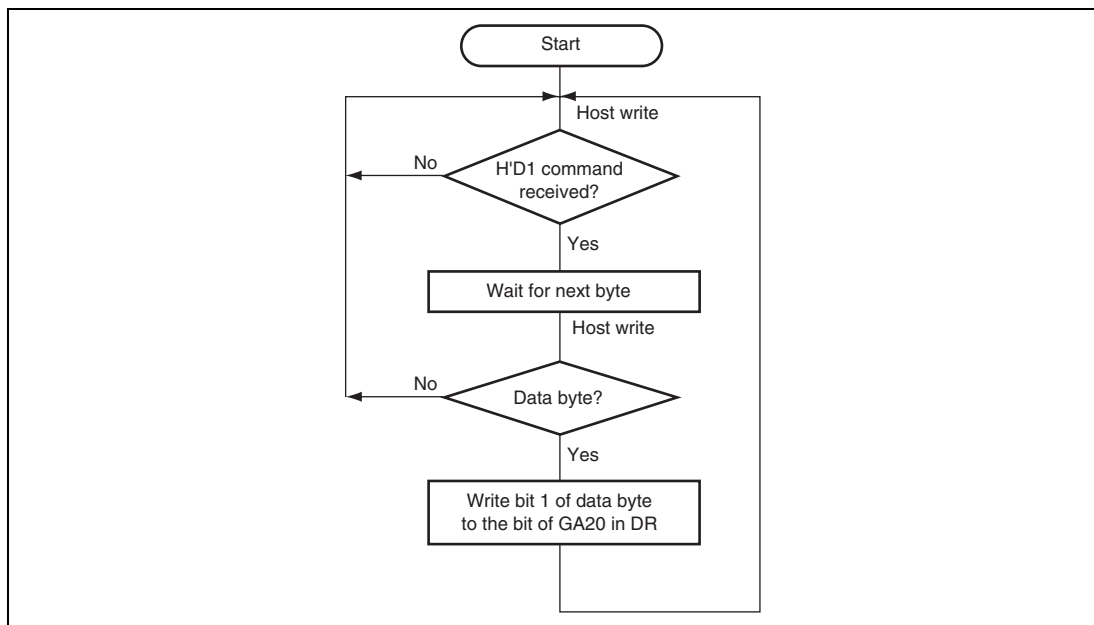 Start
Host write
No
H'D1 command
received?
Yes
Wait for next byte
Host write
No
Data byte?
Yes
Write bit 1 of data byte
to the bit of GA20 in DR